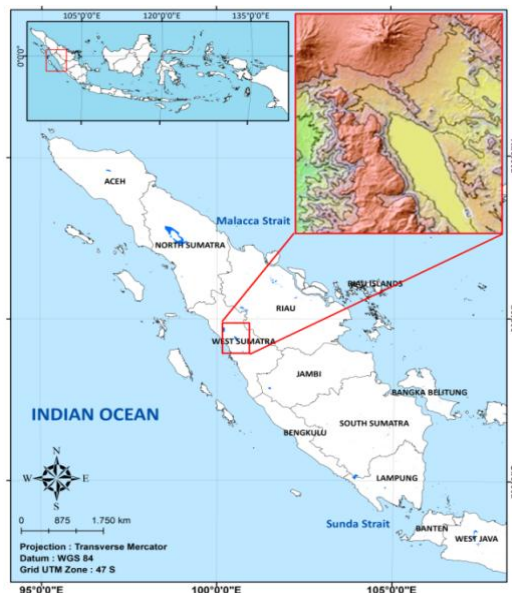 105°0'0"E
120°0'0"E
135°0'0"E
0°0'0"
ACEH
Malacca Strait
NORTH SUMATRA
RIAU ISLANDS
RIAU
WEST SUMATRA
JAMBI
BANGKA BELITUNG
INDIAN OCEAN
SOUTH SUMATRA
BENGKULU
LAMPUNG
N
W
E
S
0 875 1.750 km
Sunda Strait
BANTEN
WEST JAVA
Projection : Transverse Mercator
Datum : WGS 84
Grid UTM Zone : 47 S
95°0'0"E
100°0'0"E
105°0'0"E